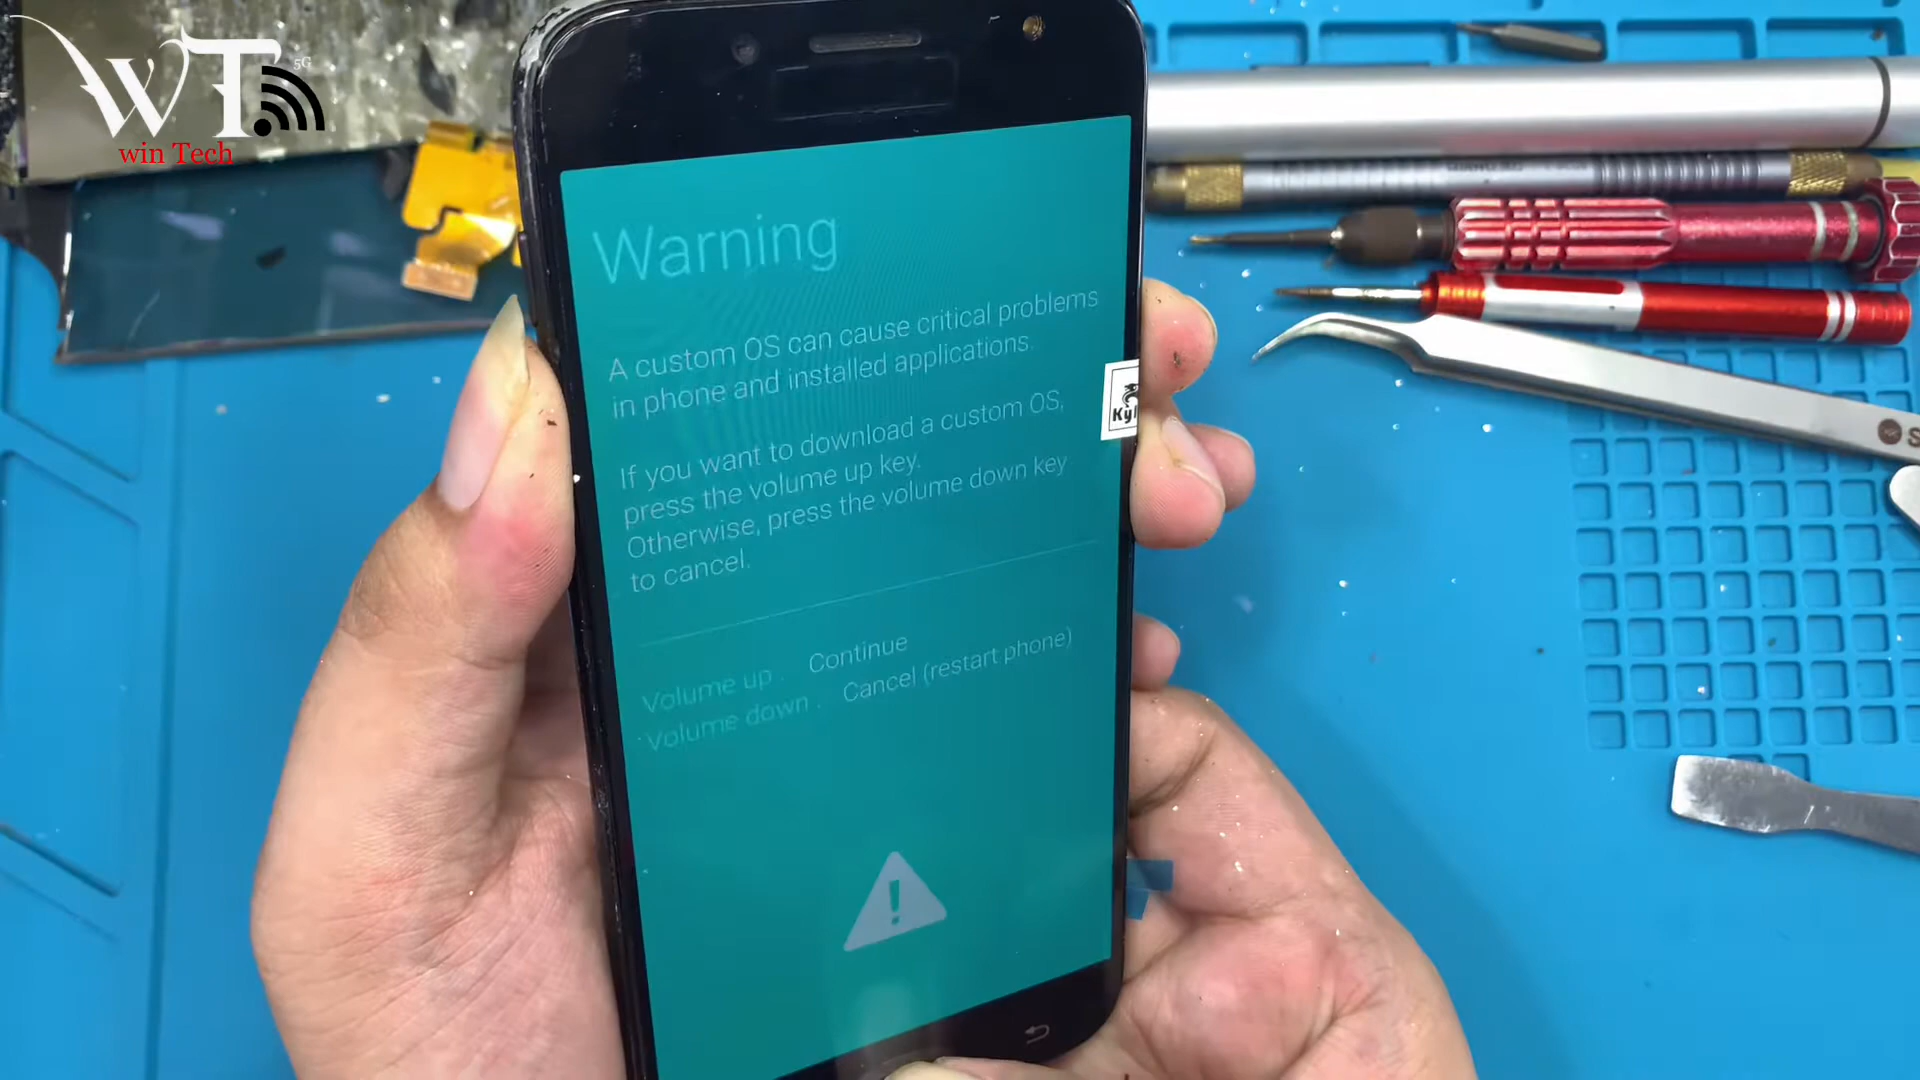 WT
5G
win Tech
Warning
A custom OS can cause critical problems
in phone and installed applications.
If you want to download a custom OS,
press the volume up key.
Otherwise, press the volume down key
to cancel.
Volume up : Continue
Volume down : Cancel (restart phone)
!